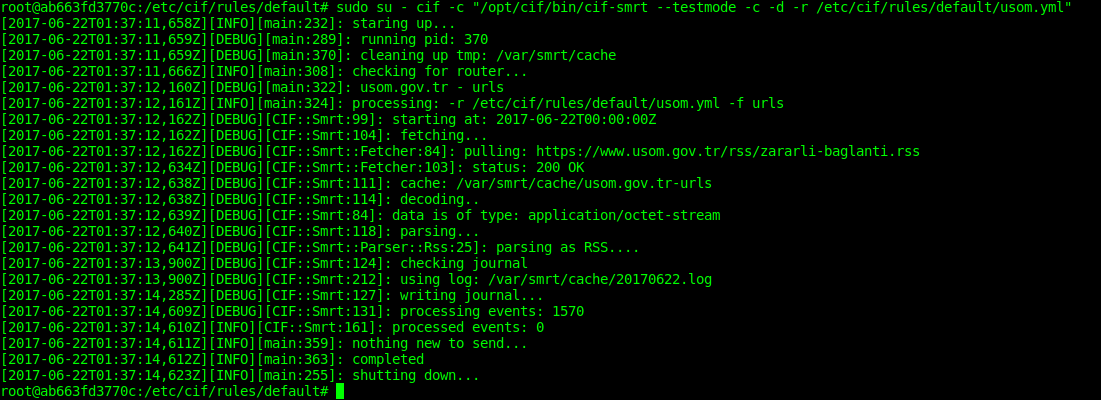 root@ab663fd3770c:/etc/cif/rules/default# sudo su - cif -c "/opt/cif/bin/cif-smrt --testmode -c -d -r /etc/cif/rules/default/usom.yml"
[2017-06-22T01:37:11,658Z][INFO][main:232]: staring up...
[2017-06-22T01:37:11,659Z][DEBUG][main:289]: running pid: 370
[2017-06-22T01:37:11,659Z][DEBUG][main:370]: cleaning up tmp: /var/smrt/cache
[2017-06-22T01:37:11,666Z][INFO][main:308]: checking for router...
[2017-06-22T01:37:12,160Z][DEBUG][main:322]: usom.gov.tr - urls
[2017-06-22T01:37:12,161Z][INFO][main:324]: processing: -r /etc/cif/rules/default/usom.yml -f urls
[2017-06-22T01:37:12,162Z][DEBUG][CIF::Smrt:99]: starting at: 2017-06-22T00:00:00Z
[2017-06-22T01:37:12,162Z][DEBUG][CIF::Smrt:104]: fetching...
[2017-06-22T01:37:12,162Z][DEBUG][CIF::Smrt::Fetcher:84]: pulling: https://www.usom.gov.tr/rss/zararli-baglanti.rss
[2017-06-22T01:37:12,634Z][DEBUG][CIF::Smrt::Fetcher:103]: status: 200 OK
[2017-06-22T01:37:12,638Z][DEBUG][CIF::Smrt:111]: cache: /var/smrt/cache/usom.gov.tr-urls
[2017-06-22T01:37:12,638Z][DEBUG][CIF::Smrt:114]: decoding..
[2017-06-22T01:37:12,639Z][DEBUG][CIF::Smrt:84]: data is of type: application/octet-stream
[2017-06-22T01:37:12,640Z][DEBUG][CIF::Smrt:118]: parsing...
[2017-06-22T01:37:12,641Z][DEBUG][CIF::Smrt::Parser::Rss:25]: parsing as RSS....
[2017-06-22T01:37:13,900Z][DEBUG][CIF::Smrt:124]: checking journal
[2017-06-22T01:37:13,900Z][DEBUG][CIF::Smrt:212]: using log: /var/smrt/cache/20170622.log
[2017-06-22T01:37:14,285Z][DEBUG][CIF::Smrt:127]: writing journal...
[2017-06-22T01:37:14,609Z][DEBUG][CIF::Smrt:131]: processing events: 1570
[2017-06-22T01:37:14,610Z][INFO][CIF::Smrt:161]: processed events: 0
[2017-06-22T01:37:14,611Z][INFO][main:359]: nothing new to send...
[2017-06-22T01:37:14,612Z][INFO][main:363]: completed
[2017-06-22T01:37:14,623Z][INFO][main:255]: shutting down...
root@ab663fd3770c:/etc/cif/rules/default#